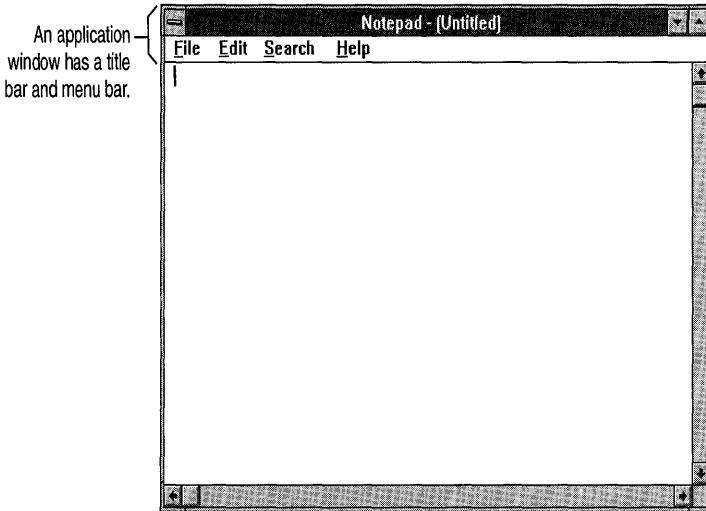 An application
window has a title
bar and menu bar.
Notepad - (Untitled)
File Edit Search Help